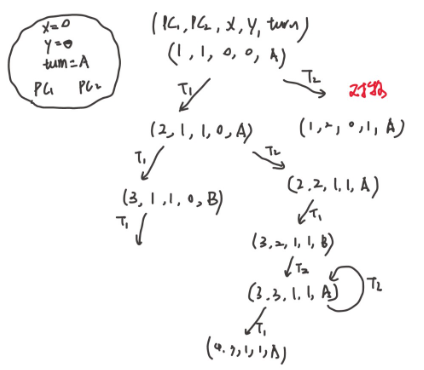 x=0
y=0
turn=A
PC1 PC2
(PC1, PC2, X, Y, turn)
(1, 1, 0, 0, A)
T1
T2
(2, 1, 1, 0, A)
(1, 2, 0, 1, A)
T1
T2
(3, 1, 1, 0, B)
(2, 2, 1, 1, A)
T1
T1
(3, 2, 1, 1, B)
T2
(3, 3, 1, 1, A)
T2
T1
(4, 3, 1, 1, A)